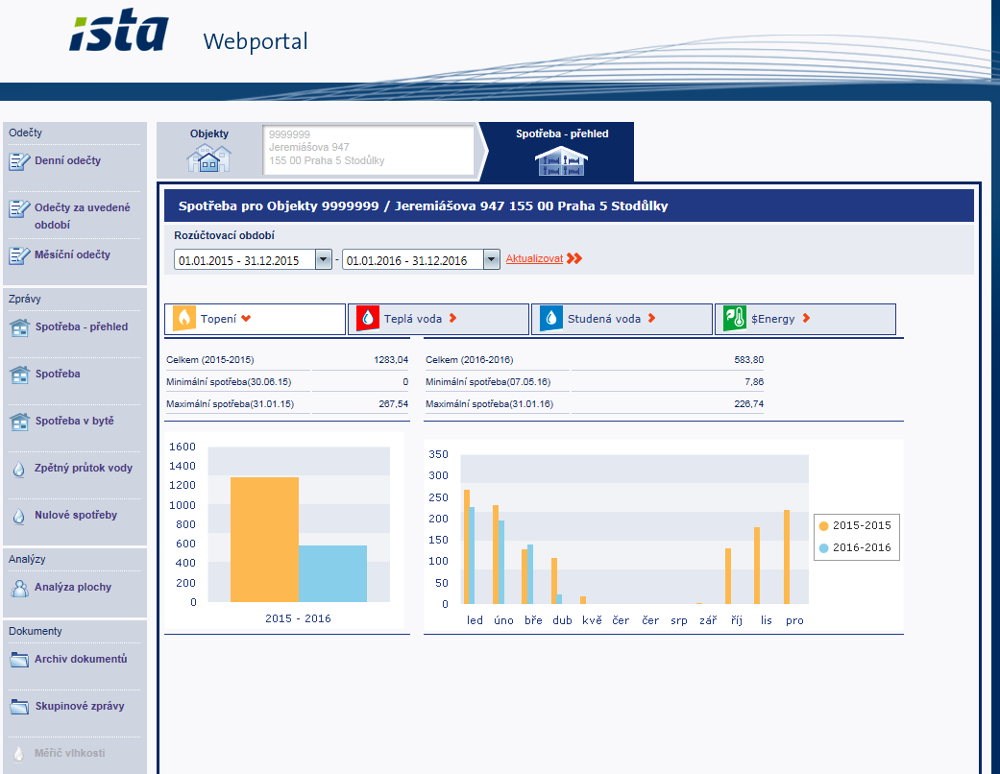 ista
Webportal
Odečty
Denní odečty
Odečty za uvedené
období
Měsíční odečty
Zprávy
Spotřeba - přehled
Spotřeba
Spotřeba v bytě
Zpětný průtok vody
Nulové spotřeby
Analýzy
Analýza plochy
Dokumenty
Archiv dokumentů
Skupinové zprávy
Měřič vlhkosti
Objekty
9999999
Jeremiášova 947
155 00 Praha 5 Stodůlky
Spotřeba - přehled
Spotřeba pro Objekty 9999999 / Jeremiášova 947 155 00 Praha 5 Stodůlky
Rozúčtovací období
01.01.2015 - 31.12.2015 - 01.01.2016 - 31.12.2016 Aktualizovat
Topení Teplá voda Studená voda $Energy
Celkem (2015-2015) 1283,04
Minimální spotřeba(30.06.15) 0
Maximální spotřeba(31.01.15) 267,54
Celkem (2016-2016) 583,80
Minimální spotřeba(07.05.16) 7,86
Maximální spotřeba(31.01.16) 226,74
1600
1400
1200
1000
800
600
400
200
0
2015 - 2016
350
300
250
200
150
100
50
0
led úno bře dub kvě čer čer srp zář říj lis pro
2015-2015
2016-2016